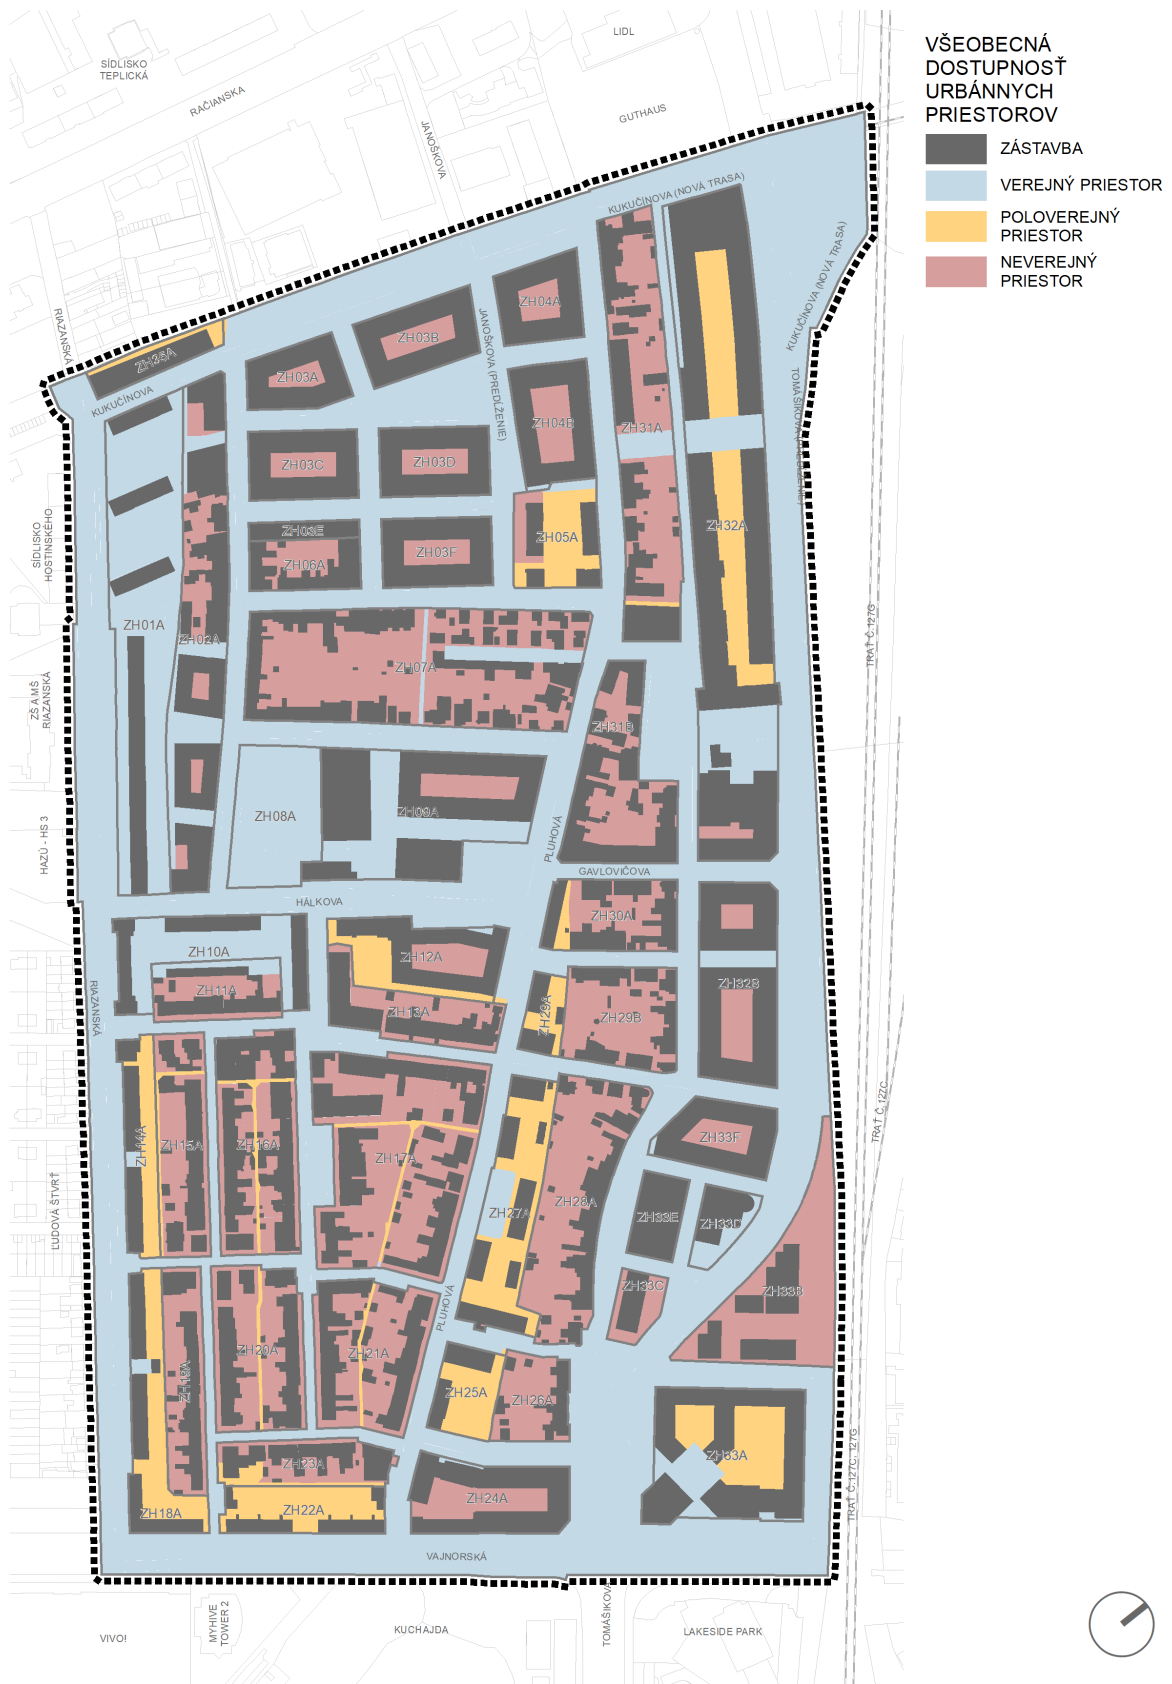 VŠEOBECNÁ
DOSTUPNOSŤ
URBÁNNYCH
PRIESTOROV
ZÁSTAVBA
VEREJNÝ PRIESTOR
POLOVEREJNÝ
PRIESTOR
NEVEREJNÝ
PRIESTOR
LIDL
SÍDLISKO
TEPLICKÁ
RAČIANSKA
GUTHAUS
JANOŠKOVA
KUKUČÍNOVA (NOVÁ TRASA)
KUKUČÍNOVA (NOVÁ TRASA)
RIAZANSKÁ
ZH04A
JANOŠKOVA (PREDĹŽENIE)
ZH03B
ZH35A
ZH03A
KUKUČÍNOVA
ZH04B
ZH31A
ZH03C
ZH03D
ZH32A
SÍDLISKO
HOSTINSKÉHO
ZH03E
ZH05A
ZH03F
ZH06A
ZH01A
ZH02A
TRAŤ Č.127G
ZH07A
ZŠ A MŠ
RIAZANSKÁ
ZH31B
ZH08A
ZH09A
PLUHOVÁ
HAZÚ - HS 3
GAVLOVIČOVA
HÁLKOVA
ZH30A
ZH10A
ZH12A
ZH32B
ZH11A
RIAZANSKÁ
ZH13A
ZH29A
ZH29B
TRAŤ Č. 127C
ZH14A
ZH15A
ZH16A
ZH17A
ZH33F
ĽUDOVÁ ŠTVRŤ
ZH28A
ZH27A
ZH33E
ZH33D
ZH33C
ZH33B
PLUHOVÁ
ZH19A
ZH20A
ZH21A
ZH25A
ZH26A
ZH33A
ZH23A
TRAŤ Č.127C, 127G
ZH18A
ZH22A
ZH24A
VAJNORSKÁ
VIVO!
MYHIVE
TOWER 2
KUCHAJDA
TOMÁŠIKOVA
LAKESIDE PARK